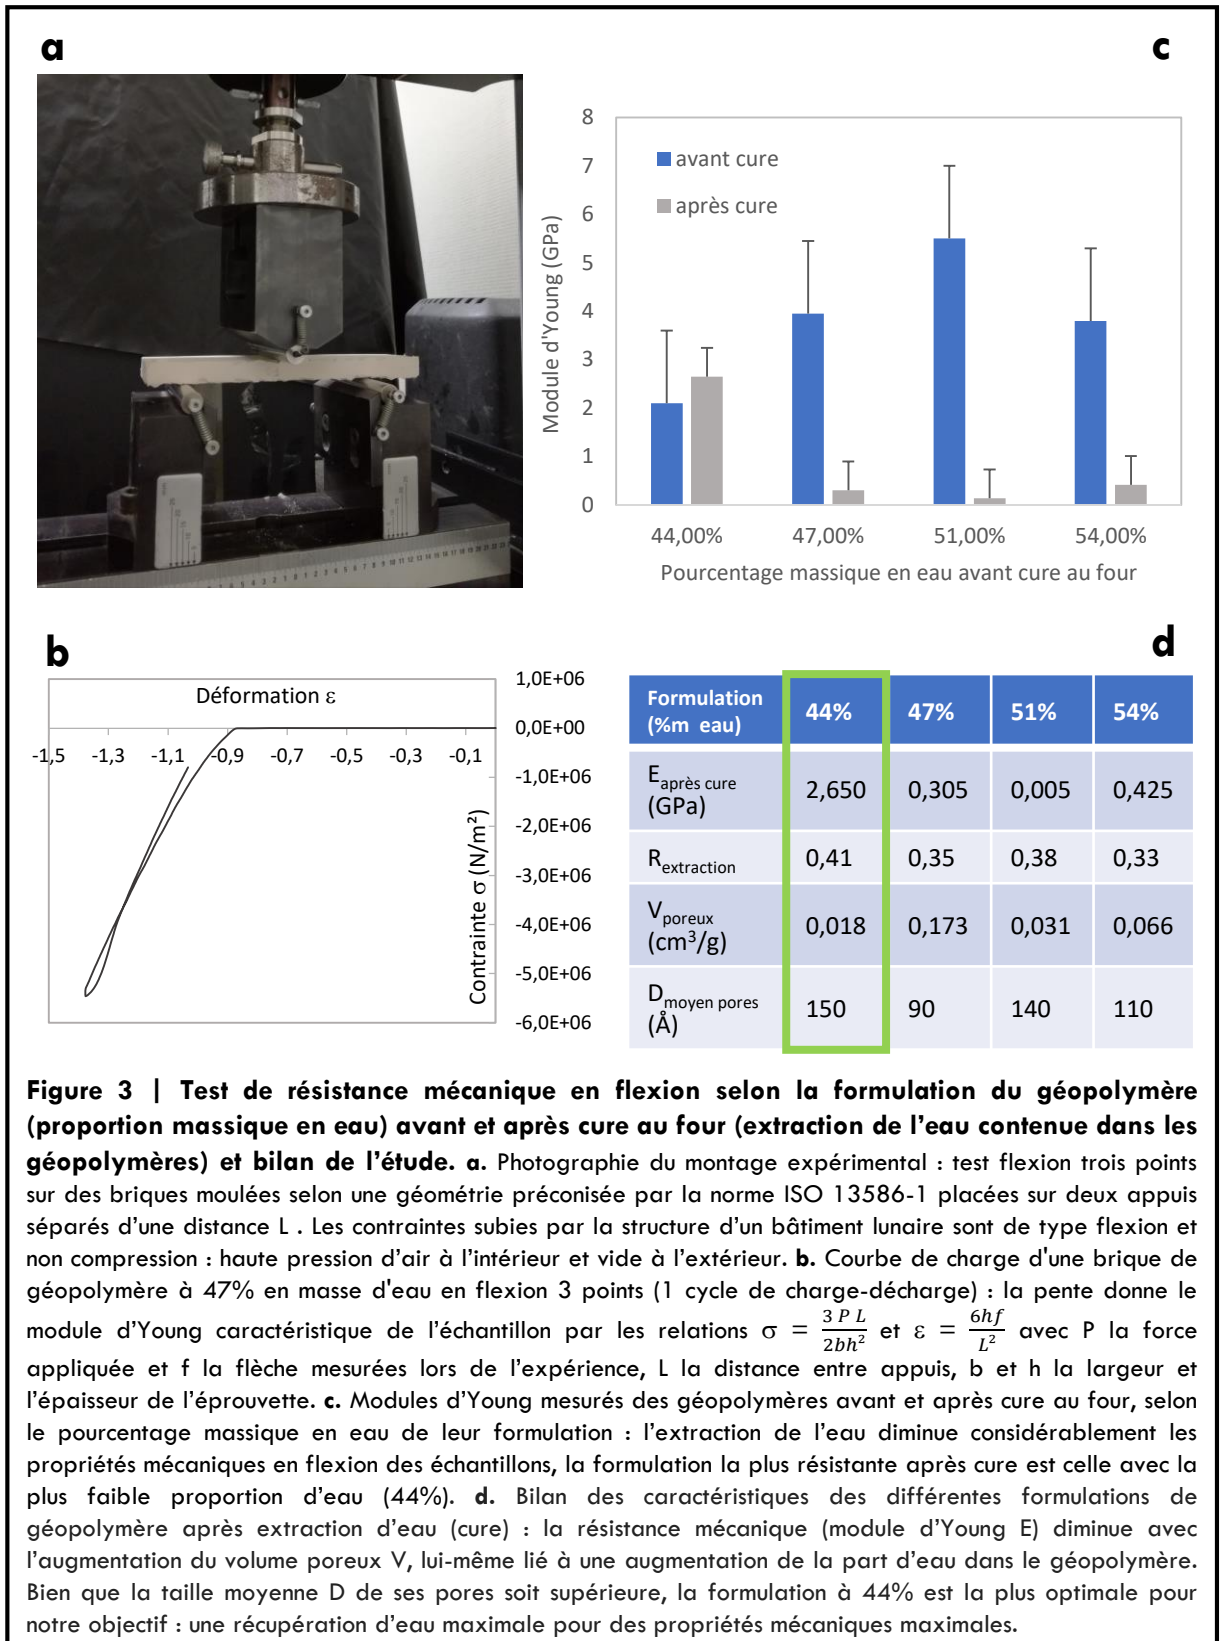 a
c
8
7
6
5
4
3
2
1
0
avant cure
après cure
Module d'Young (GPa)
44,00% 47,00% 51,00% 54,00%
Pourcentage massique en eau avant cure au four
b
d
Déformation ε
-1,5 -1,3 -1,1 -0,9 -0,7 -0,5 -0,3 -0,1
1,0E+06
0,0E+00
-1,0E+06
-2,0E+06
-3,0E+06
-4,0E+06
-5,0E+06
-6,0E+06
Contrainte σ (N/m²)
Formulation (%m eau) 44% 47% 51% 54%
E après cure (GPa) 2,650 0,305 0,005 0,425
R extraction 0,41 0,35 0,38 0,33
V poreux (cm³/g) 0,018 0,173 0,031 0,066
D moyen pores (Å) 150 90 140 110
Figure 3 | Test de résistance mécanique en flexion selon la formulation du géopolymère
(proportion massique en eau) avant et après cure au four (extraction de l'eau contenue dans les
géopolymères) et bilan de l'étude. a. Photographie du montage expérimental : test flexion trois points
sur des briques moulées selon une géométrie préconisée par la norme ISO 13586-1 placées sur deux appuis
séparés d'une distance L . Les contraintes subies par la structure d'un bâtiment lunaire sont de type flexion et
non compression : haute pression d'air à l'intérieur et vide à l'extérieur. b. Courbe de charge d'une brique de
géopolymère à 47% en masse d'eau en flexion 3 points (1 cycle de charge-décharge) : la pente donne le
module d'Young caractéristique de l'échantillon par les relations σ = 3 P L / 2bh² et ε = 6hf / L² avec P la force
appliquée et f la flèche mesurées lors de l'expérience, L la distance entre appuis, b et h la largeur et
l'épaisseur de l'éprouvette. c. Modules d'Young mesurés des géopolymères avant et après cure au four, selon
le pourcentage massique en eau de leur formulation : l'extraction de l'eau diminue considérablement les
propriétés mécaniques en flexion des échantillons, la formulation la plus résistante après cure est celle avec la
plus faible proportion d'eau (44%). d. Bilan des caractéristiques des différentes formulations de
géopolymère après extraction d'eau (cure) : la résistance mécanique (module d'Young E) diminue avec
l'augmentation du volume poreux V, lui-même lié à une augmentation de la part d'eau dans le géopolymère.
Bien que la taille moyenne D de ses pores soit supérieure, la formulation à 44% est la plus optimale pour
notre objectif : une récupération d'eau maximale pour des propriétés mécaniques maximales.